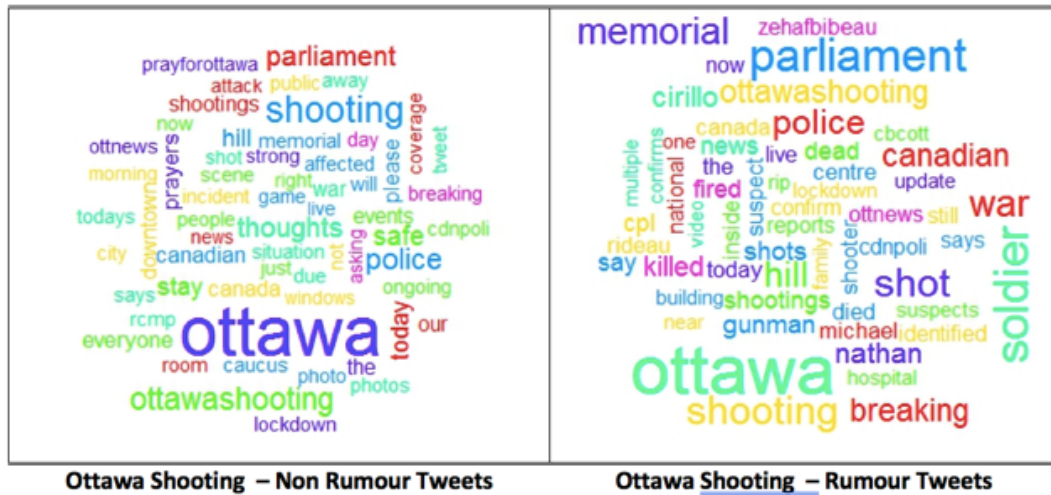 prayforottawa parliament
attack public away
shootings shooting
now
ottnews prayers hill memorial day please coverage tweet
shot strong affected
morning scene right war will breaking
incident game
todays downtown people live events
thoughts safe cdnpoli
city news
canadian situation not asking police
just due
stay canada windows ongoing
says
rcmp ottawa today our
everyone
room caucus photo the
photos
ottawashooting
lockdown
memorial zehafbibeau
now parliament
cirillo ottawashooting
canada police
multiple confirms one news cbcott
national the live dead canadian
fired suspect rip centre update
lockdown
cpl video inside confirm ottnews still war
rideau reports
say killed today shots family shooter cdnpoli says
hill shot soldier
building shootings died suspects
near gunman michael identified
nathan
ottawa hospital
shooting breaking
Ottawa Shooting – Non Rumour Tweets
Ottawa Shooting – Rumour Tweets